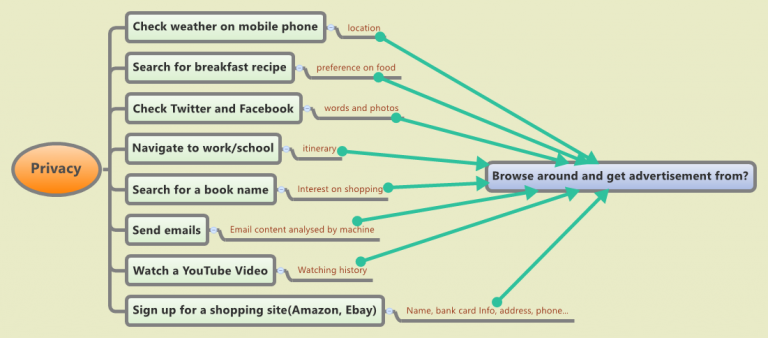 Check weather on mobile phone
location
Search for breakfast recipe
preference on food
Check Twitter and Facebook
words and photos
Navigate to work/school
itinerary
Privacy
Browse around and get advertisement from?
Search for a book name
Interest on shopping
Send emails
Email content analysed by machine
Watch a YouTube Video
Watching history
Sign up for a shopping site(Amazon, Ebay)
Name, bank card Info, address, phone...